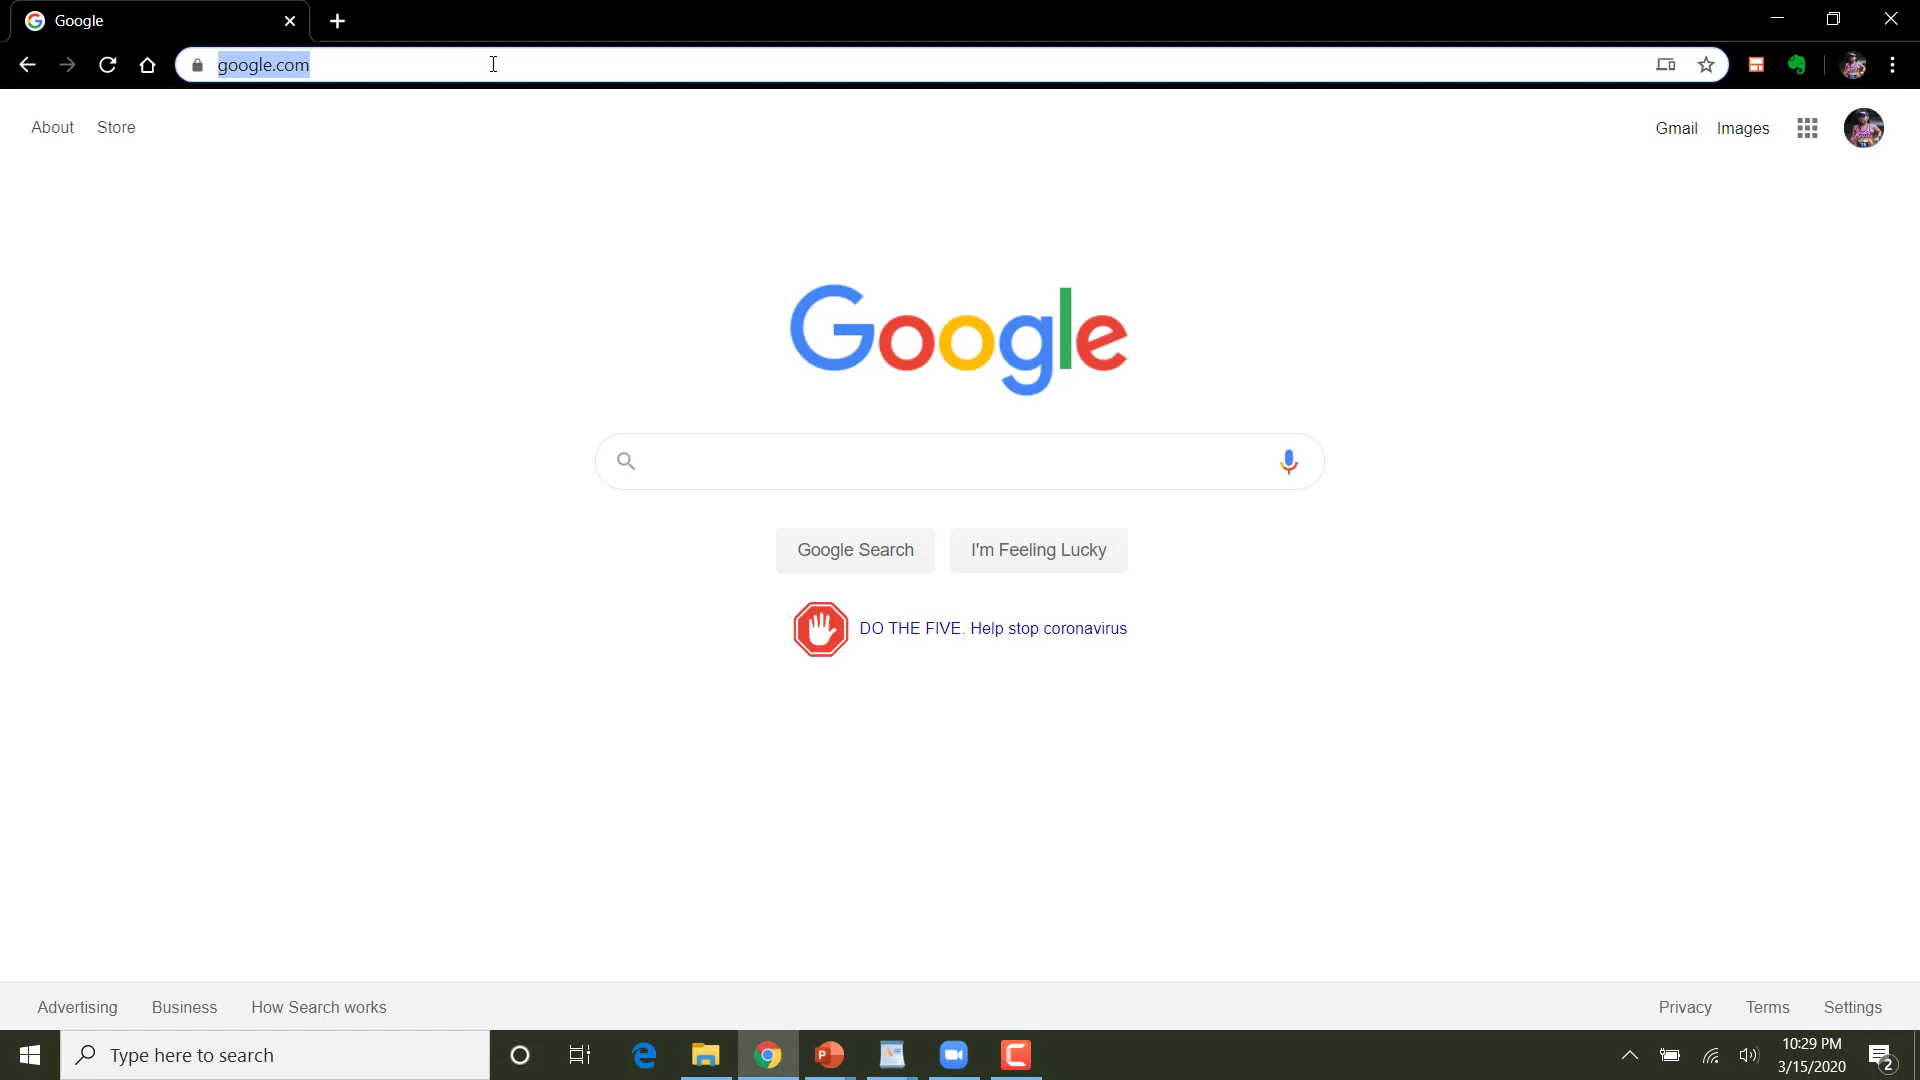 Google
google.com
About Store
Gmail Images
Google
Google Search I'm Feeling Lucky
DO THE FIVE. Help stop coronavirus
Advertising Business How Search works
Privacy Terms Settings
Type here to search
10:29 PM
3/15/2020
2